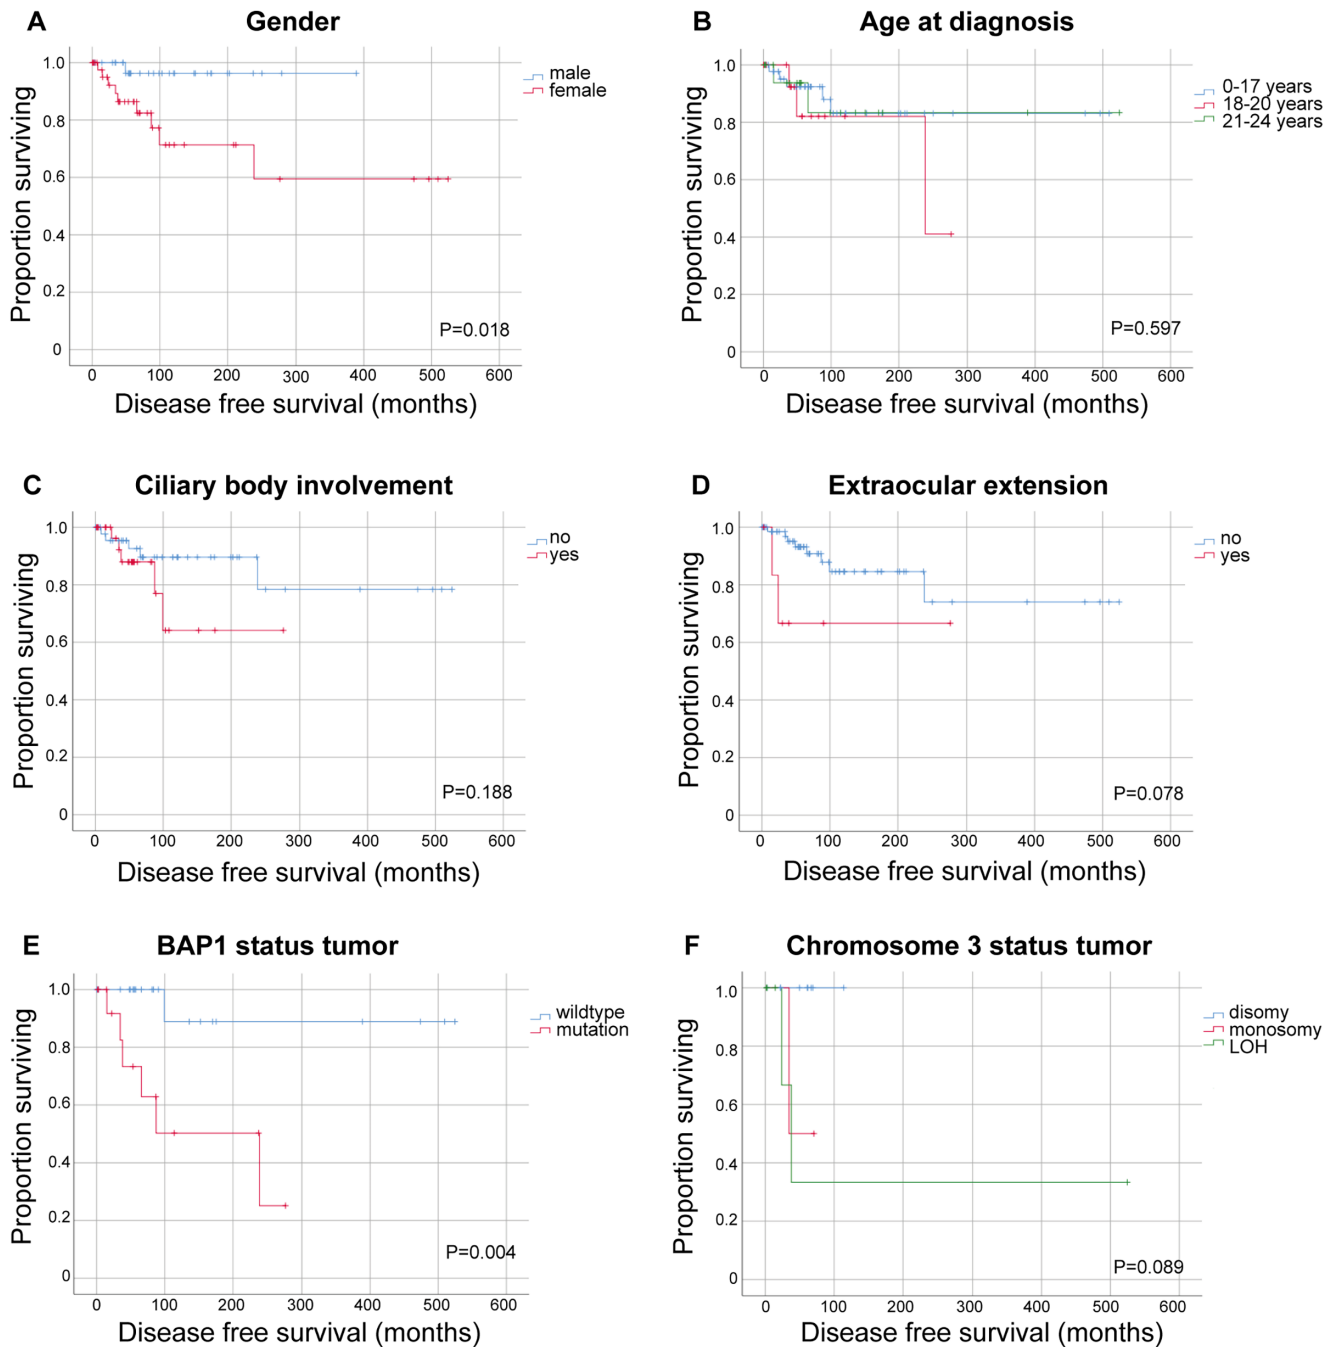 A Gender
Proportion surviving
1.0
0.8
0.6
0.4
0.2
0
0 100 200 300 400 500 600
Disease free survival (months)
male
female
P=0.018
B Age at diagnosis
Proportion surviving
1.0
0.8
0.6
0.4
0.2
0
0 100 200 300 400 500 600
Disease free survival (months)
0-17 years
18-20 years
21-24 years
P=0.597
C Ciliary body involvement
Proportion surviving
1.0
0.8
0.6
0.4
0.2
0
0 100 200 300 400 500 600
Disease free survival (months)
no
yes
P=0.188
D Extraocular extension
Proportion surviving
1.0
0.8
0.6
0.4
0.2
0
0 100 200 300 400 500 600
Disease free survival (months)
no
yes
P=0.078
E BAP1 status tumor
Proportion surviving
1.0
0.8
0.6
0.4
0.2
0
0 100 200 300 400 500 600
Disease free survival (months)
wildtype
mutation
P=0.004
F Chromosome 3 status tumor
Proportion surviving
1.0
0.8
0.6
0.4
0.2
0
0 100 200 300 400 500 600
Disease free survival (months)
disomy
monosomy
LOH
P=0.089